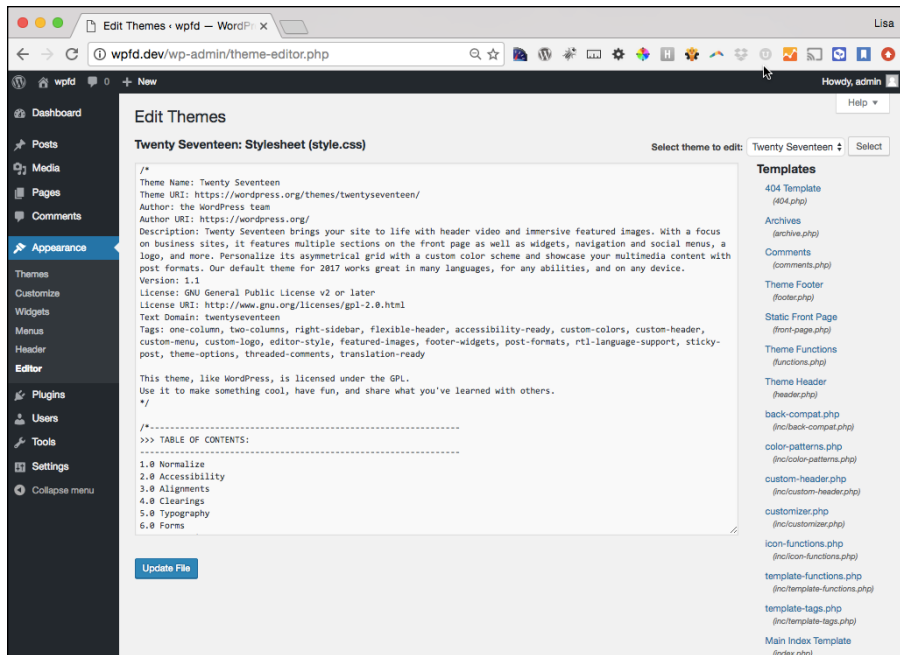 Edit Themes ‹ wpfd — WordPr
Lisa
wpfd.dev/wp-admin/theme-editor.php
wpfd 0 + New
Howdy, admin
Help
Dashboard
Posts
Media
Pages
Comments
Appearance
Themes
Customize
Widgets
Menus
Header
Editor
Plugins
Users
Tools
Settings
Collapse menu
Edit Themes
Twenty Seventeen: Stylesheet (style.css)
Select theme to edit: Twenty Seventeen Select
/*
Theme Name: Twenty Seventeen
Theme URI: https://wordpress.org/themes/twentyseventeen/
Author: the WordPress team
Author URI: https://wordpress.org/
Description: Twenty Seventeen brings your site to life with header video and immersive featured images. With a focus
on business sites, it features multiple sections on the front page as well as widgets, navigation and social menus, a
logo, and more. Personalize its asymmetrical grid with a custom color scheme and showcase your multimedia content with
post formats. Our default theme for 2017 works great in many languages, for any abilities, and on any device.
Version: 1.1
License: GNU General Public License v2 or later
License URI: http://www.gnu.org/licenses/gpl-2.0.html
Text Domain: twentyseventeen
Tags: one-column, two-columns, right-sidebar, flexible-header, accessibility-ready, custom-colors, custom-header,
custom-menu, custom-logo, editor-style, featured-images, footer-widgets, post-formats, rtl-language-support, sticky-
post, theme-options, threaded-comments, translation-ready
This theme, like WordPress, is licensed under the GPL.
Use it to make something cool, have fun, and share what you've learned with others.
*/
/*--------------------------------------------------------------
>>> TABLE OF CONTENTS:
----------------------------------------------------------------
1.0 Normalize
2.0 Accessibility
3.0 Alignments
4.0 Clearings
5.0 Typography
6.0 Forms
Update File
Templates
404 Template
(404.php)
Archives
(archive.php)
Comments
(comments.php)
Theme Footer
(footer.php)
Static Front Page
(front-page.php)
Theme Functions
(functions.php)
Theme Header
(header.php)
back-compat.php
(inc/back-compat.php)
color-patterns.php
(inc/color-patterns.php)
custom-header.php
(inc/custom-header.php)
customizer.php
(inc/customizer.php)
icon-functions.php
(inc/icon-functions.php)
template-functions.php
(inc/template-functions.php)
template-tags.php
(inc/template-tags.php)
Main Index Template
(index.php)